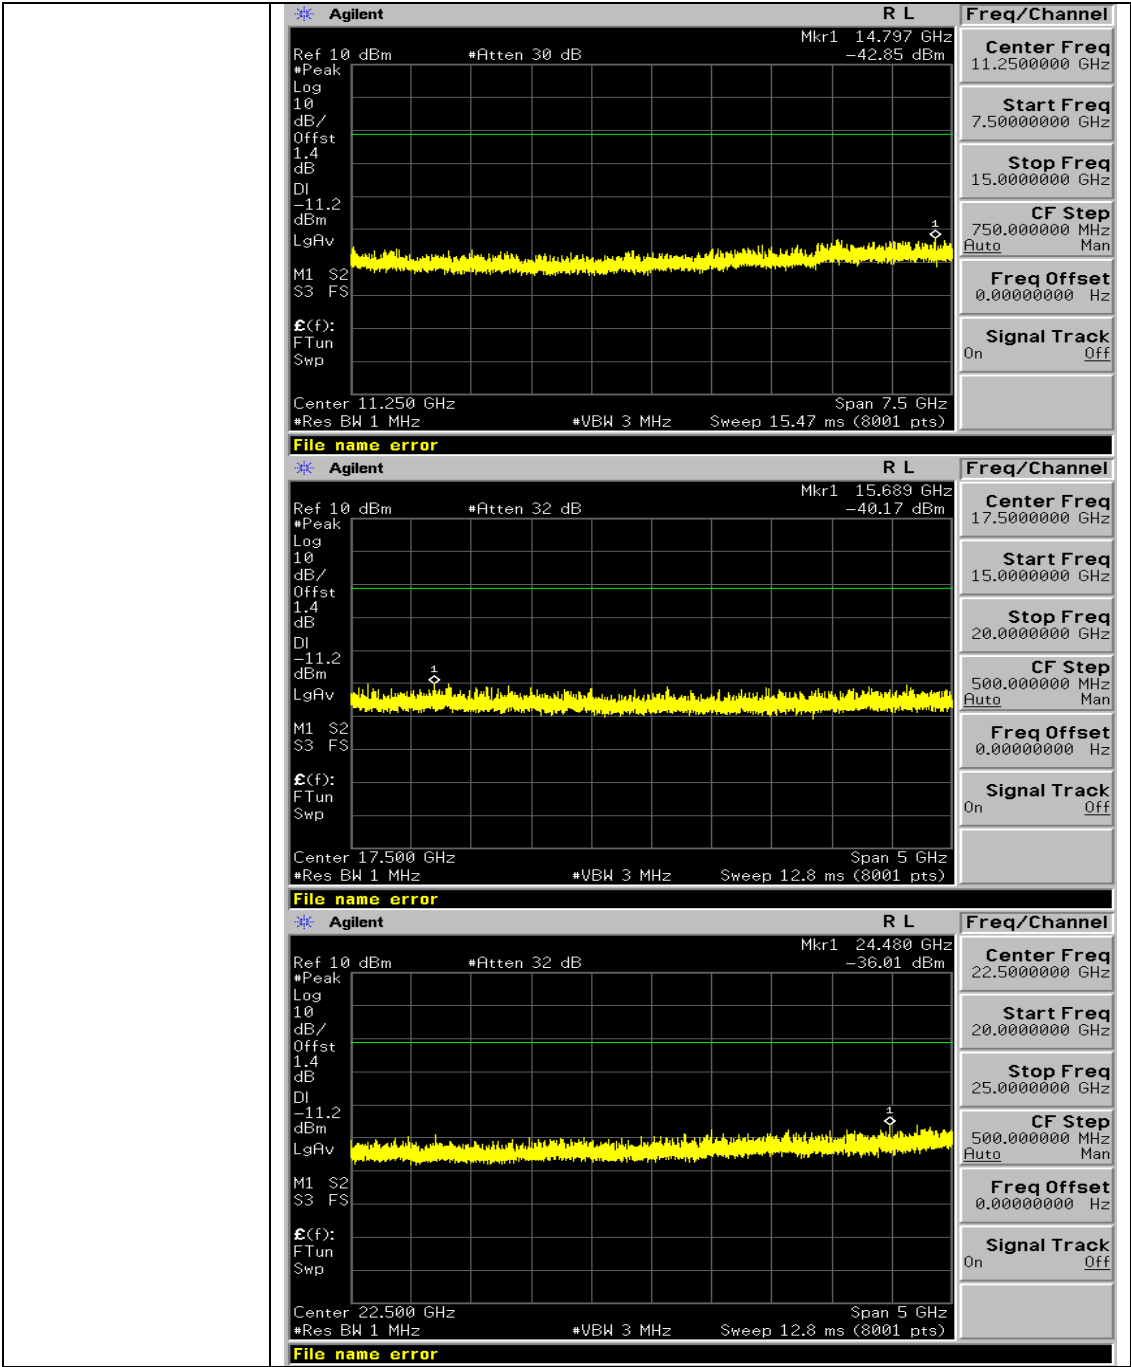 Agilent R L Freq/Channel
Mkr1 14.797 GHz
Ref 10 dBm #Atten 30 dB -42.85 dBm
#Peak
Log
10
dB/
Offst
1.4
dB
DI
-11.2
dBm
LgAv
M1 S2
S3 FS
£(f):
FTun
Swp
1
Center 11.250 GHz Span 7.5 GHz
#Res BW 1 MHz #VBW 3 MHz Sweep 15.47 ms (8001 pts)
Center Freq
11.2500000 GHz
Start Freq
7.50000000 GHz
Stop Freq
15.0000000 GHz
CF Step
750.000000 MHz
Auto Man
Freq Offset
0.00000000 Hz
Signal Track
On Off
File name error
Agilent R L Freq/Channel
Mkr1 15.689 GHz
Ref 10 dBm #Atten 32 dB -40.17 dBm
#Peak
Log
10
dB/
Offst
1.4
dB
DI
-11.2
dBm
LgAv
M1 S2
S3 FS
£(f):
FTun
Swp
1
Center 17.500 GHz Span 5 GHz
#Res BW 1 MHz #VBW 3 MHz Sweep 12.8 ms (8001 pts)
Center Freq
17.5000000 GHz
Start Freq
15.0000000 GHz
Stop Freq
20.0000000 GHz
CF Step
500.000000 MHz
Auto Man
Freq Offset
0.00000000 Hz
Signal Track
On Off
File name error
Agilent R L Freq/Channel
Mkr1 24.480 GHz
Ref 10 dBm #Atten 32 dB -36.01 dBm
#Peak
Log
10
dB/
Offst
1.4
dB
DI
-11.2
dBm
LgAv
M1 S2
S3 FS
£(f):
FTun
Swp
1
Center 22.500 GHz Span 5 GHz
#Res BW 1 MHz #VBW 3 MHz Sweep 12.8 ms (8001 pts)
Center Freq
22.5000000 GHz
Start Freq
20.0000000 GHz
Stop Freq
25.0000000 GHz
CF Step
500.000000 MHz
Auto Man
Freq Offset
0.00000000 Hz
Signal Track
On Off
File name error